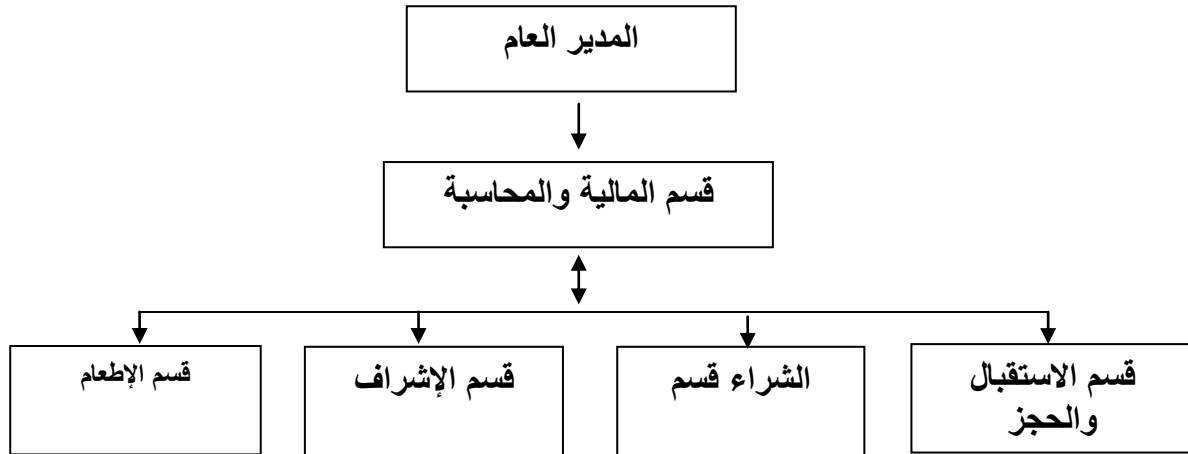 المدير العام
قسم المالية والمحاسبة
قسم الاستقبال
والحجز
الشراء قسم
قسم الإشراف
قسم الإطعام